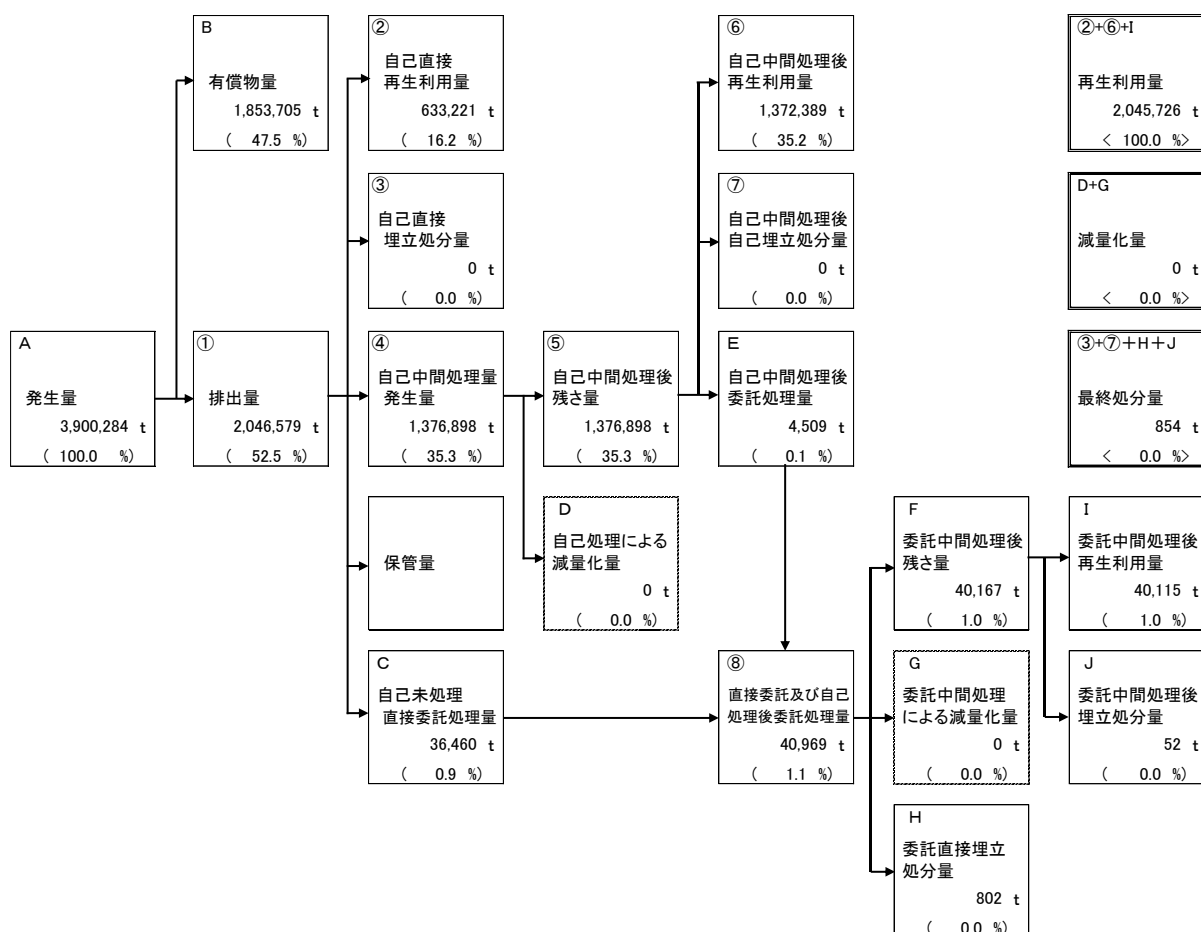 B
有償物量
1,853,705 t
( 47.5 %)
②
自己直接
再生利用量
633,221 t
( 16.2 %)
⑥
自己中間処理後
再生利用量
1,372,389 t
( 35.2 %)
②+⑥+I
再生利用量
2,045,726 t
< 100.0 %>
③
自己直接
埋立処分量
0 t
( 0.0 %)
⑦
自己中間処理後
自己埋立処分量
0 t
( 0.0 %)
D+G
減量化量
0 t
< 0.0 %>
A
発生量
3,900,284 t
( 100.0 %)
①
排出量
2,046,579 t
( 52.5 %)
④
自己中間処理量
発生量
1,376,898 t
( 35.3 %)
⑤
自己中間処理後
残さ量
1,376,898 t
( 35.3 %)
E
自己中間処理後
委託処理量
4,509 t
( 0.1 %)
③+⑦+H+J
最終処分量
854 t
< 0.0 %>
保管量
D
自己処理による
減量化量
0 t
( 0.0 %)
F
委託中間処理後
残さ量
40,167 t
( 1.0 %)
I
委託中間処理後
再生利用量
40,115 t
( 1.0 %)
C
自己未処理
直接委託処理量
36,460 t
( 0.9 %)
⑧
直接委託及び自己
処理後委託処理量
40,969 t
( 1.1 %)
G
委託中間処理
による減量化量
0 t
( 0.0 %)
J
委託中間処理後
埋立処分量
52 t
( 0.0 %)
H
委託直接埋立
処分量
802 t
( 0.0 %)